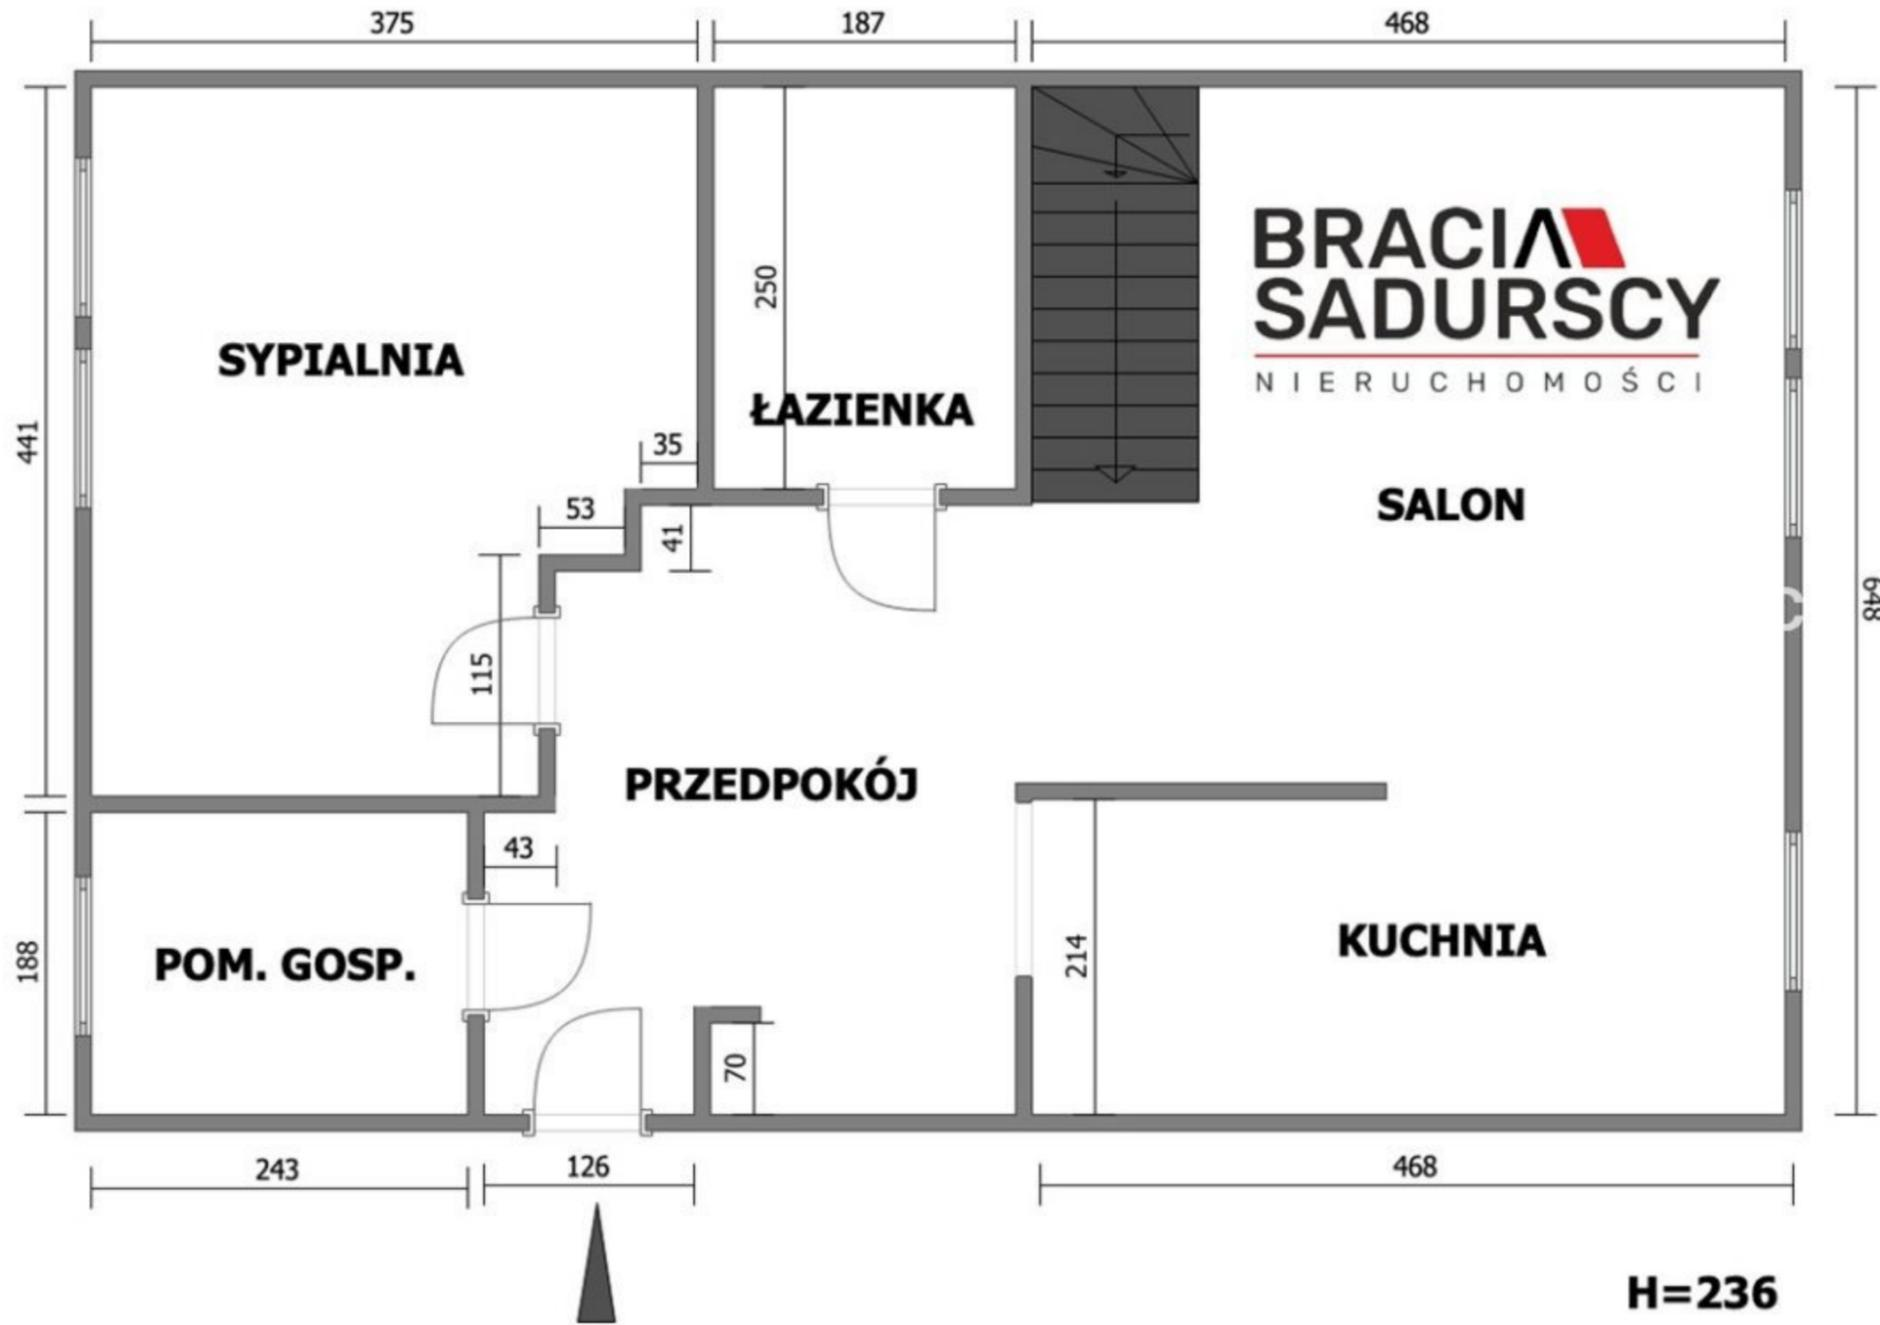 375
187
468
BRACIA
SADURSCY
NIERUCHOMOŚCI
250
SYPIALNIA
ŁAZIENKA
441
35
SALON
53
41
648
115
PRZEDPOKÓJ
43
KUCHNIA
214
188
POM. GOSP.
70
243
126
468
H=236